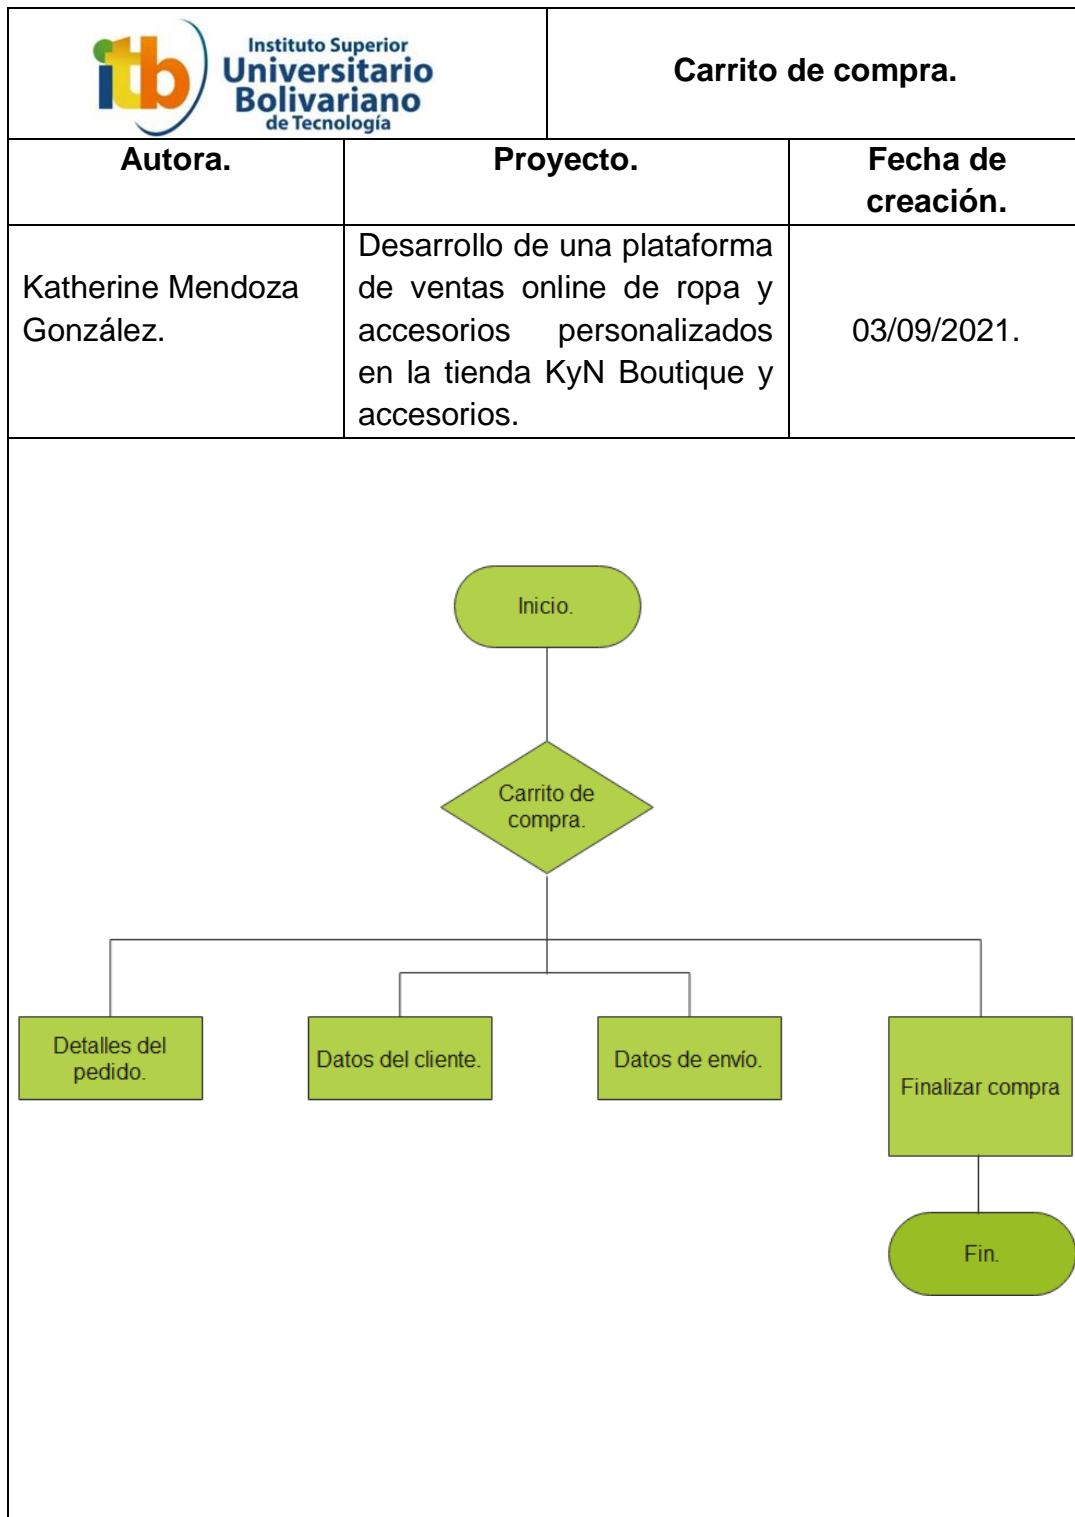 itb
Instituto Superior
Universitario
Bolivariano
de Tecnología
Carrito de compra.
Autora.
Proyecto.
Fecha de
creación.
Katherine Mendoza
González.
Desarrollo de una plataforma
de ventas online de ropa y
accesorios personalizados
en la tienda KyN Boutique y
accesorios.
03/09/2021.
Inicio.
Carrito de
compra.
Detalles del
pedido.
Datos del cliente.
Datos de envío.
Finalizar compra
Fin.